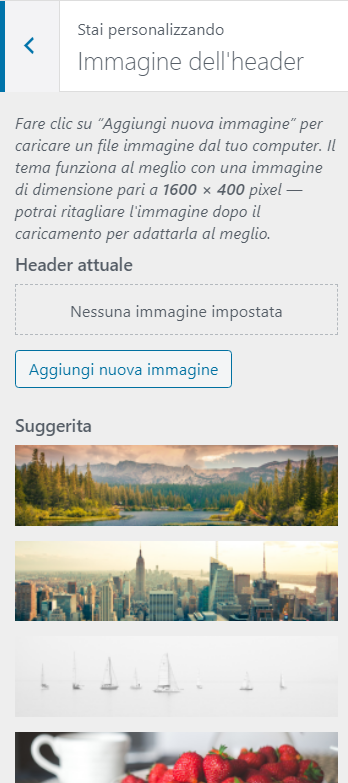 Stai personalizzando
Immagine dell'header
Fare clic su “Aggiungi nuova immagine” per
caricare un file immagine dal tuo computer. Il
tema funziona al meglio con una immagine
di dimensione pari a 1600 × 400 pixel —
potrai ritagliare l'immagine dopo il
caricamento per adattarla al meglio.
Header attuale
Nessuna immagine impostata
Aggiungi nuova immagine
Suggerita